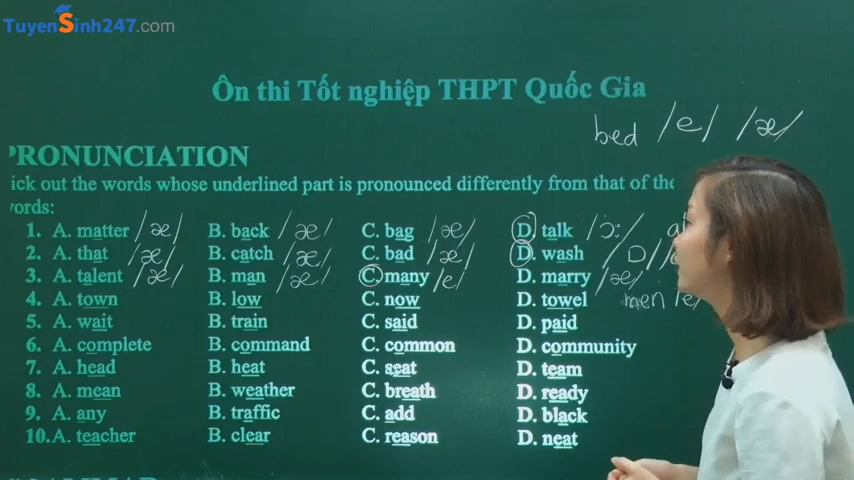 TuyenSinh247.com
Ôn thi Tốt nghiệp THPT Quốc Gia
bed /e/ /æ/
PRONUNCIATION
ick out the words whose underlined part is pronounced differently from that of the
words:
1. A. matter /æ/ B. back /æ/ C. bag /æ/ D. talk /ɔ:/
2. A. that /æ/ B. catch /æ/ C. bad /æ/ D. wash /ɒ/
3. A. talent /æ/ B. man /æ/ C. many /e/ D. marry /æ/
men /e/
4. A. town B. low C. now D. towel
5. A. wait B. train C. said D. paid
6. A. complete B. command C. common D. community
7. A. head B. heat C. seat D. team
8. A. mean B. weather C. breath D. ready
9. A. any B. traffic C. add D. black
10. A. teacher B. clear C. reason D. neat